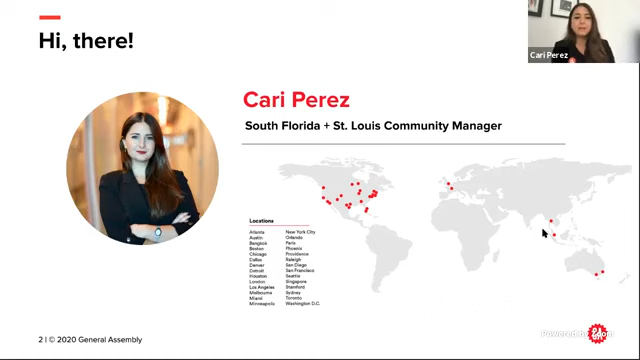 Hi, there!
Cari Perez
Cari Perez
South Florida + St. Louis Community Manager
Locations
Atlanta
Austin
Bangkok
Boston
Chicago
Dallas
Denver
Detroit
Houston
London
Los Angeles
Melbourne
Miami
Minneapolis
New York City
Orlando
Paris
Phoenix
Providence
Raleigh
San Diego
San Francisco
Seattle
Singapore
Stamford
Sydney
Toronto
Washington D.C.
2 | © 2020 General Assembly
Powered by